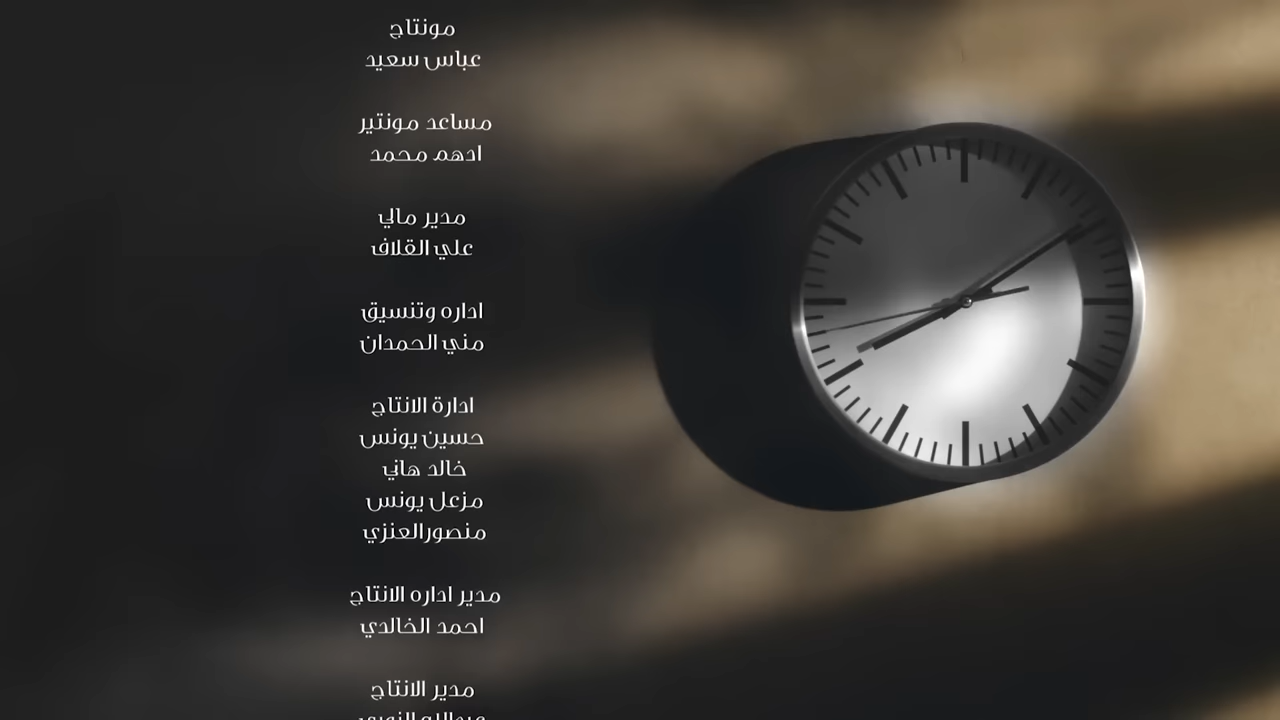 مونتاج
عباس سعيد
مساعد مونتير
ادهم محمد
مدير مالي
علي القلاف
اداره وتنسيق
مني الحمدان
ادارة الانتاج
حسين يونس
خالد هاني
مزعل يونس
منصورالعنزي
مدير اداره الانتاج
احمد الخالدي
مدير الانتاج